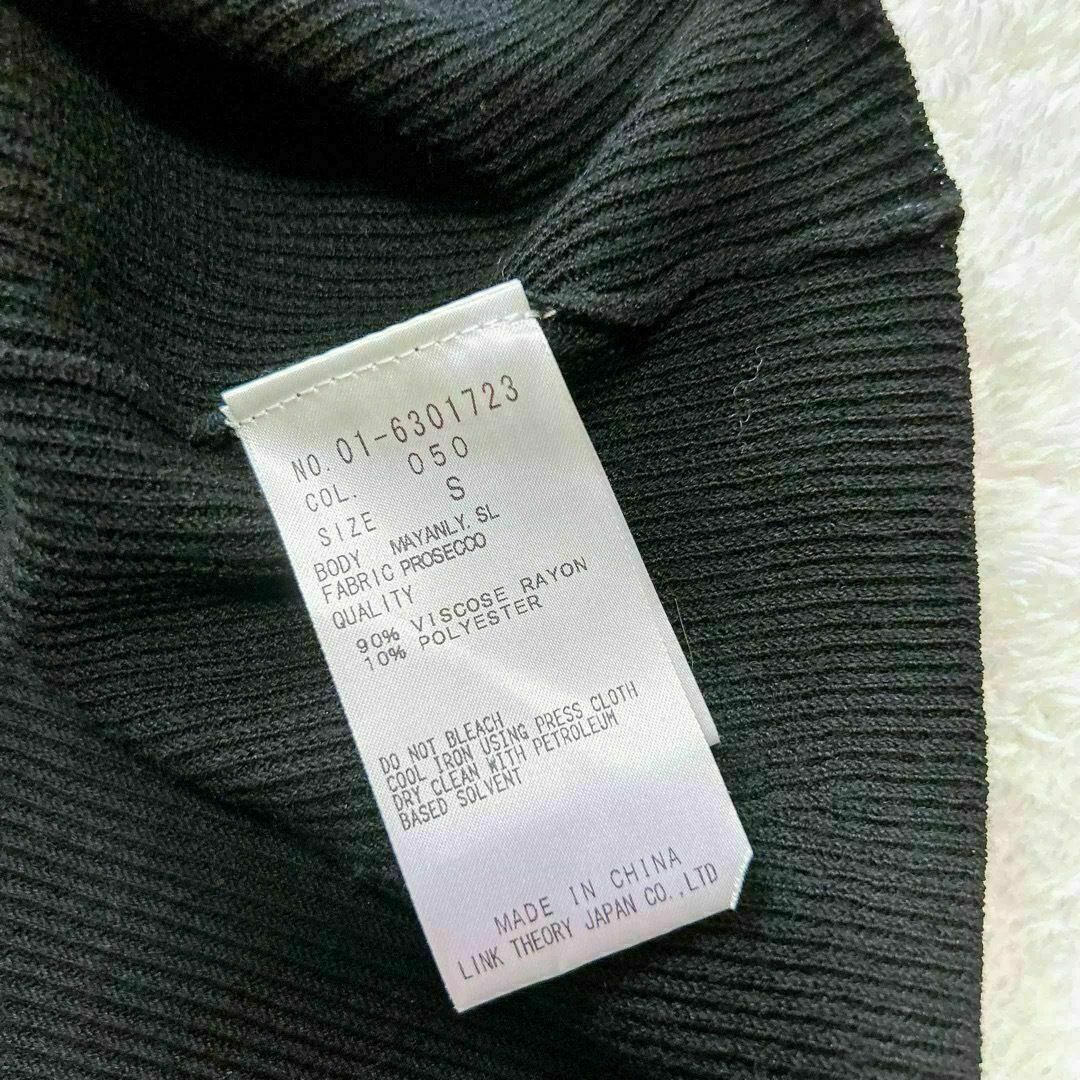 NO. 01-6301723
COL. 050
SIZE S
BODY MAYANLY. SL
FABRIC PROSECCO
QUALITY
90% VISCOSE RAYON
10% POLYESTER
DO NOT BLEACH
COOL IRON USING PRESS CLOTH
DRY CLEAN WITH PETROLEUM
BASED SOLVENT
MADE IN CHINA
LINK THEORY JAPAN CO.,LTD